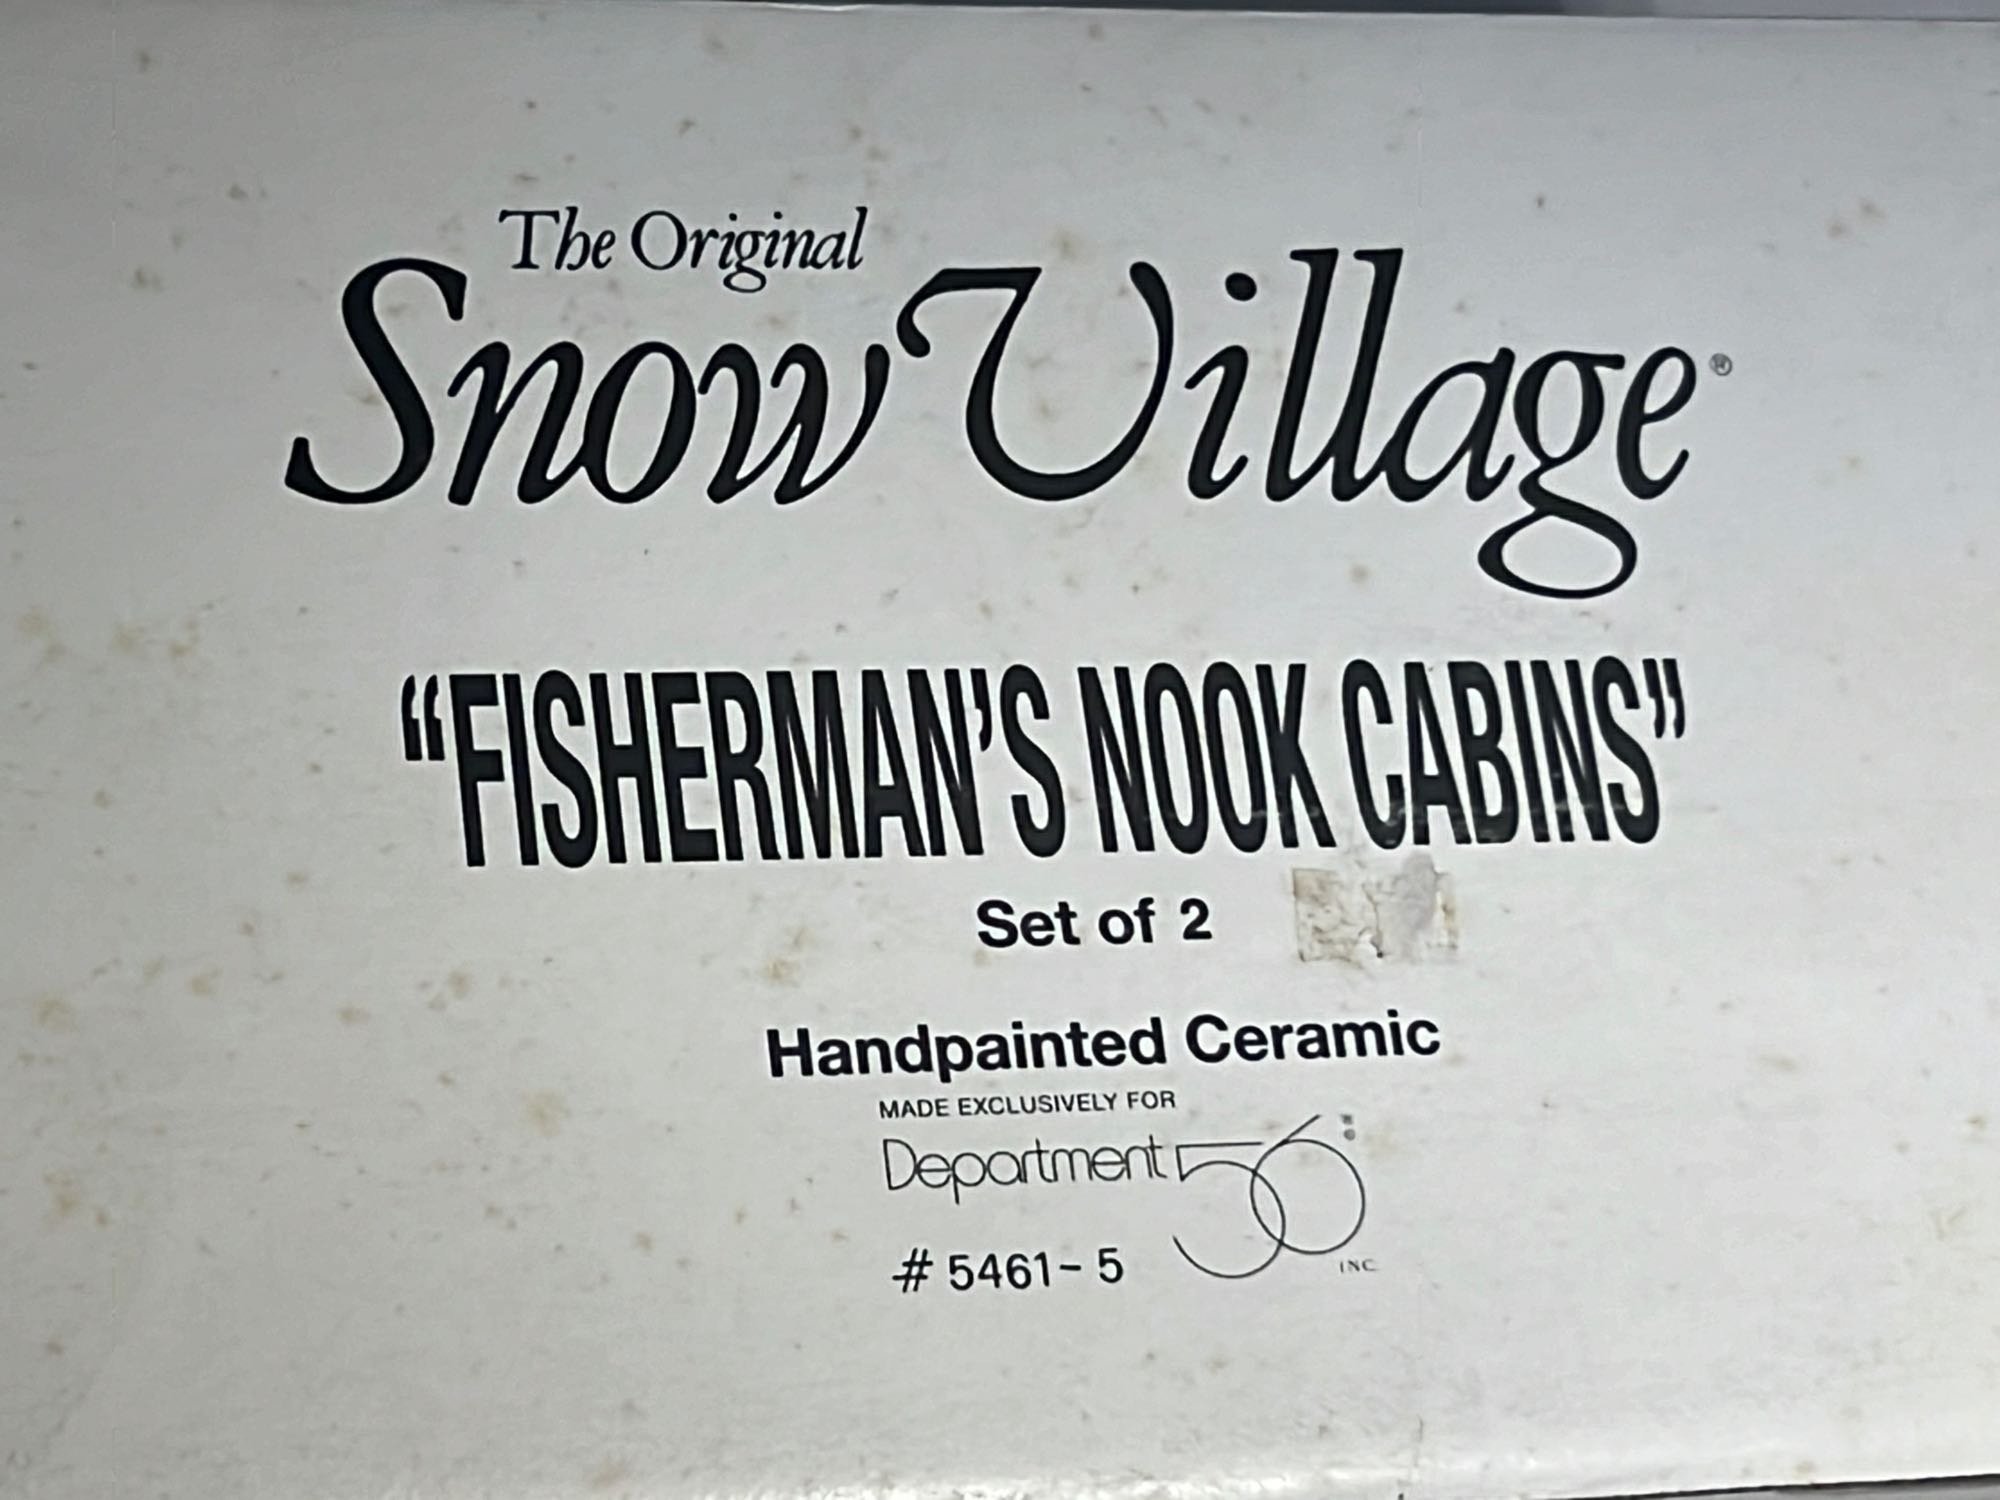 The Original
Snow Village®
“FISHERMAN’S NOOK CABINS”
Set of 2
Handpainted Ceramic
MADE EXCLUSIVELY FOR
Department 56
INC
# 5461-5